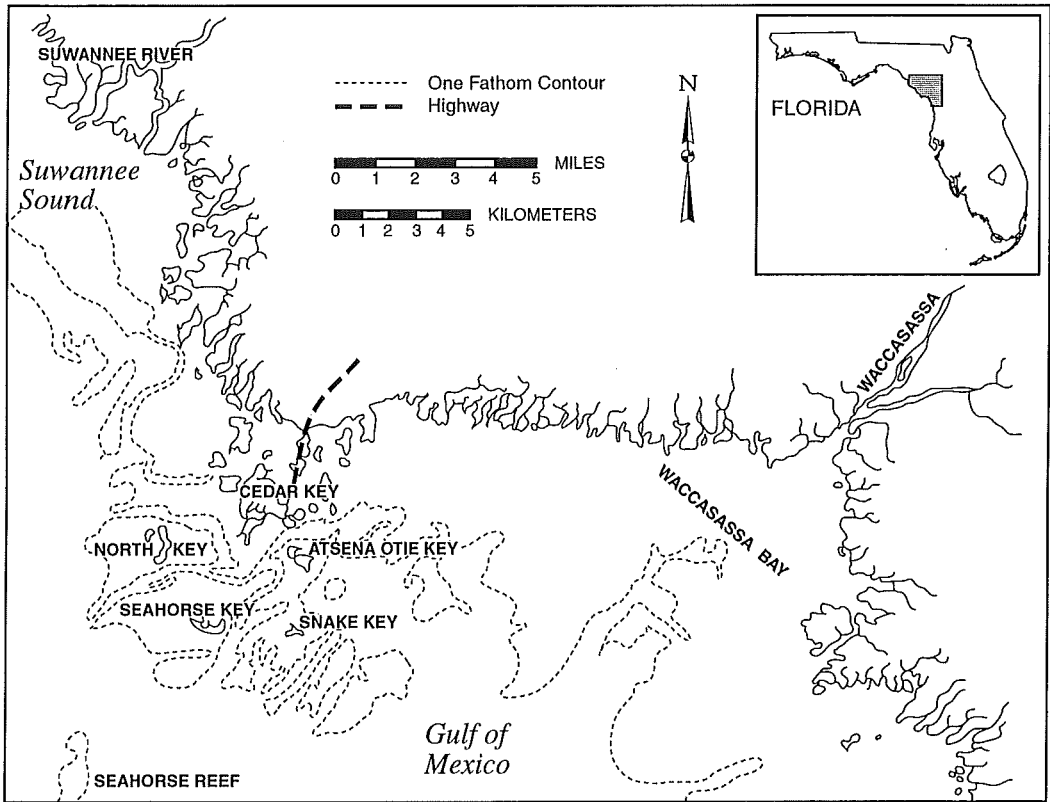 SUWANNEE RIVER
One Fathom Contour
Highway
N
FLORIDA
Suwannee
Sound
MILES
0 1 2 3 4 5
KILOMETERS
0 1 2 3 4 5
WACCASASSA
CEDAR KEY
WACCASASSA BAY
NORTH KEY
ATSENA OTIE KEY
SEAHORSE KEY
SNAKE KEY
Gulf of
Mexico
SEAHORSE REEF